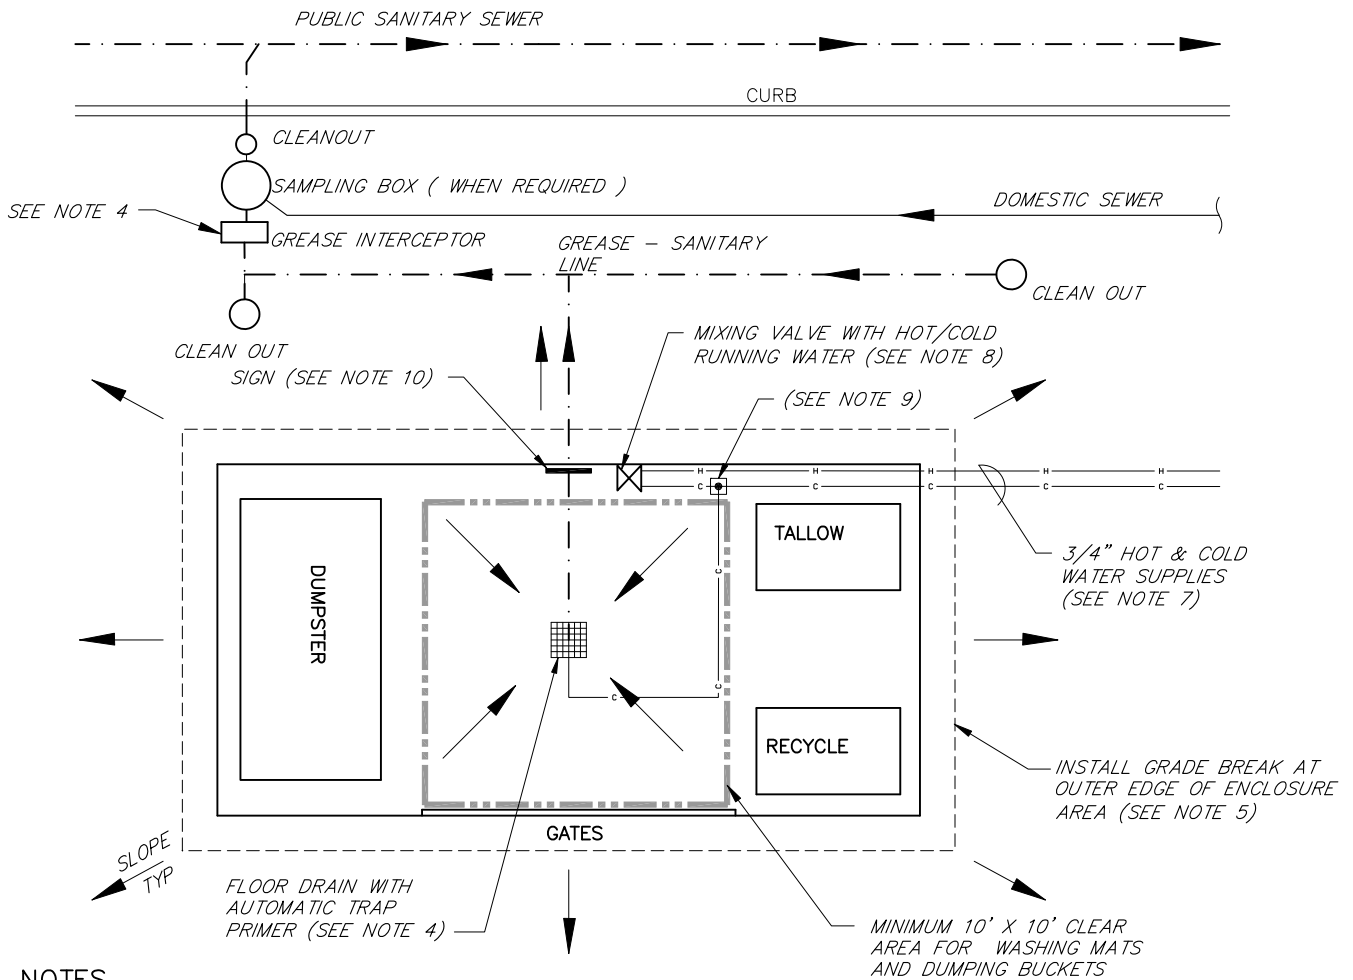 PUBLIC SANITARY SEWER
CURB
CLEANOUT
SAMPLING BOX ( WHEN REQUIRED )
DOMESTIC SEWER
SEE NOTE 4
GREASE INTERCEPTOR
GREASE - SANITARY
LINE
CLEAN OUT
CLEAN OUT
MIXING VALVE WITH HOT/COLD
RUNNING WATER (SEE NOTE 8)
SIGN (SEE NOTE 10)
(SEE NOTE 9)
H H H H
C C C C
TALLOW
3/4" HOT & COLD
WATER SUPPLIES
(SEE NOTE 7)
DUMPSTER
C
C
C
RECYCLE
INSTALL GRADE BREAK AT
OUTER EDGE OF ENCLOSURE
AREA (SEE NOTE 5)
GATES
SLOPE
TYP
FLOOR DRAIN WITH
AUTOMATIC TRAP
PRIMER (SEE NOTE 4)
MINIMUM 10' X 10' CLEAR
AREA FOR WASHING MATS
AND DUMPING BUCKETS
NOTES